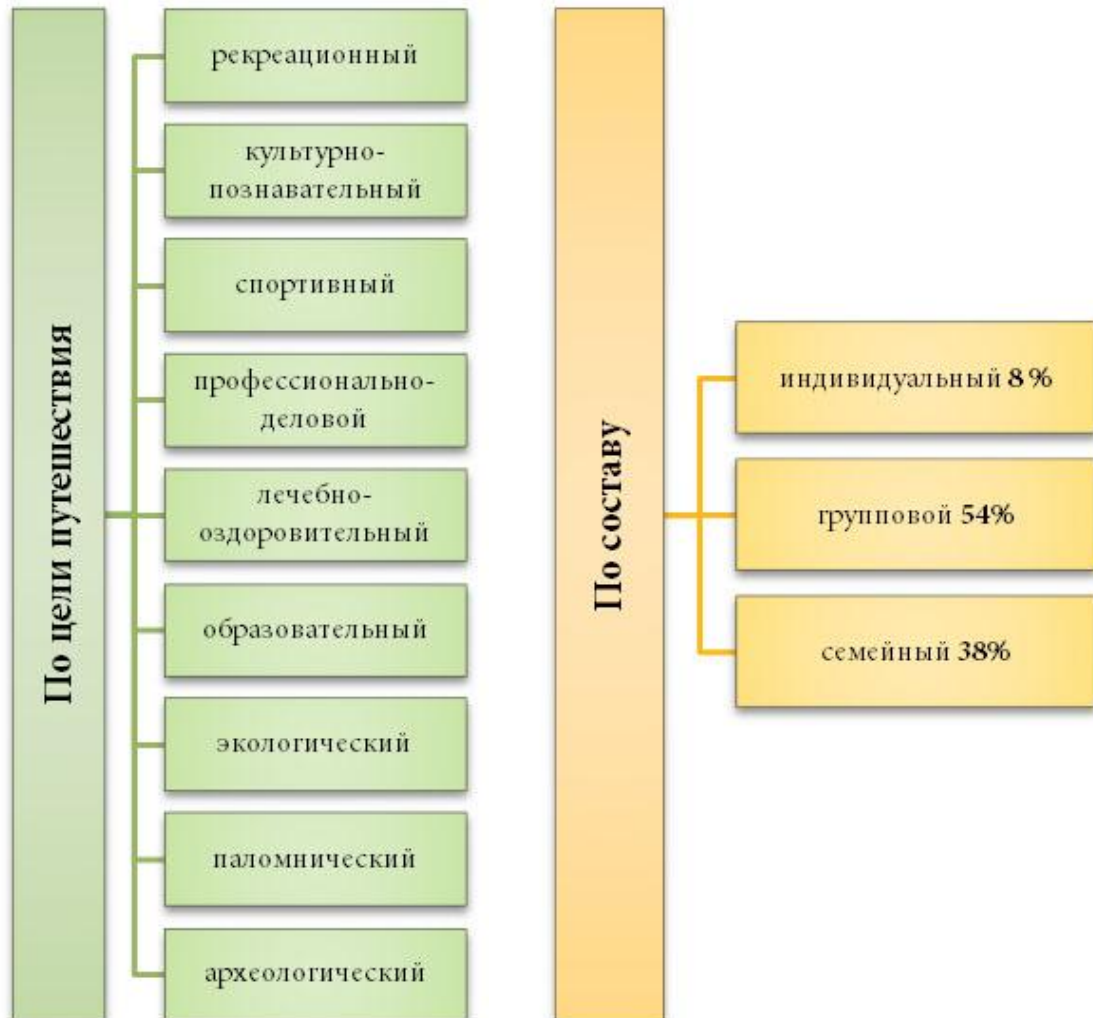 По цели путешествия
рекреационный
культурно-
познавательный
спортивный
профессионально-
деловой
лечебно-
оздоровительный
образовательный
экологический
паломнический
археологический
По составу
индивидуальный 8%
групповой 54%
семейный 38%